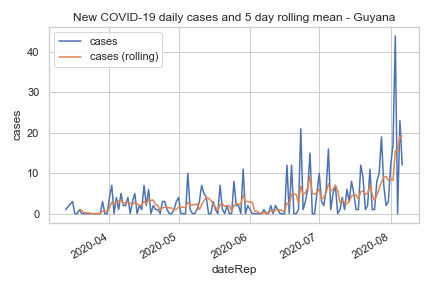 New COVID-19 daily cases and 5 day rolling mean - Guyana
cases
cases (rolling)
cases
40
30
20
10
0
2020-04
2020-05
2020-06
2020-07
2020-08
dateRep